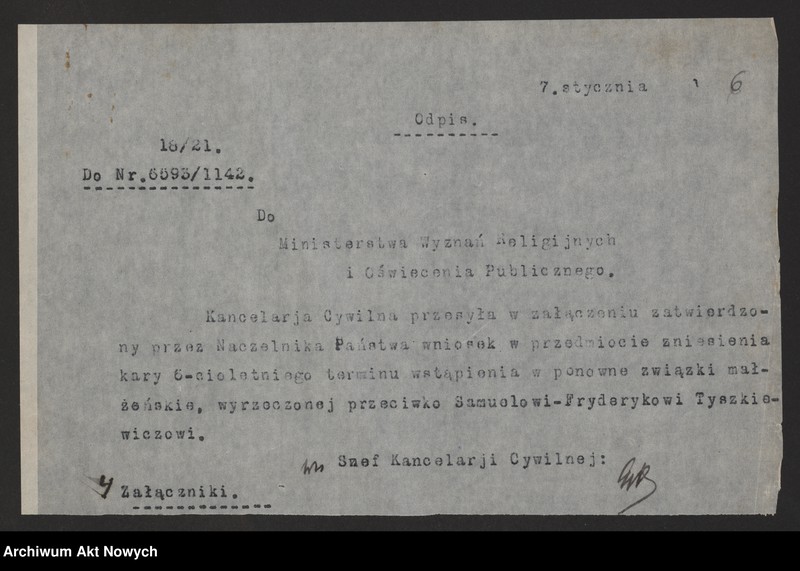 7.stycznia 6
Odpis.
18/21.
Do Nr.6593/1142.
Do
Ministerstwa Wyznań Religijnych
i Oświecenia Publicznego.
Kancelarja Cywilna przesyła w załączeniu zatwierdzo-
ny przez Naczelnika Państwa wniosek w przedmiocie zniesienia
kary 6-cioletniego terminu wstąpienia w ponowne związki mał-
żeńskie, wyrzeczonej przeciwko Samuelowi-Fryderykowi Tyszkie-
wiczowi.
Szef Kancelarji Cywilnej:
4 Załączniki.
Archiwum Akt Nowych